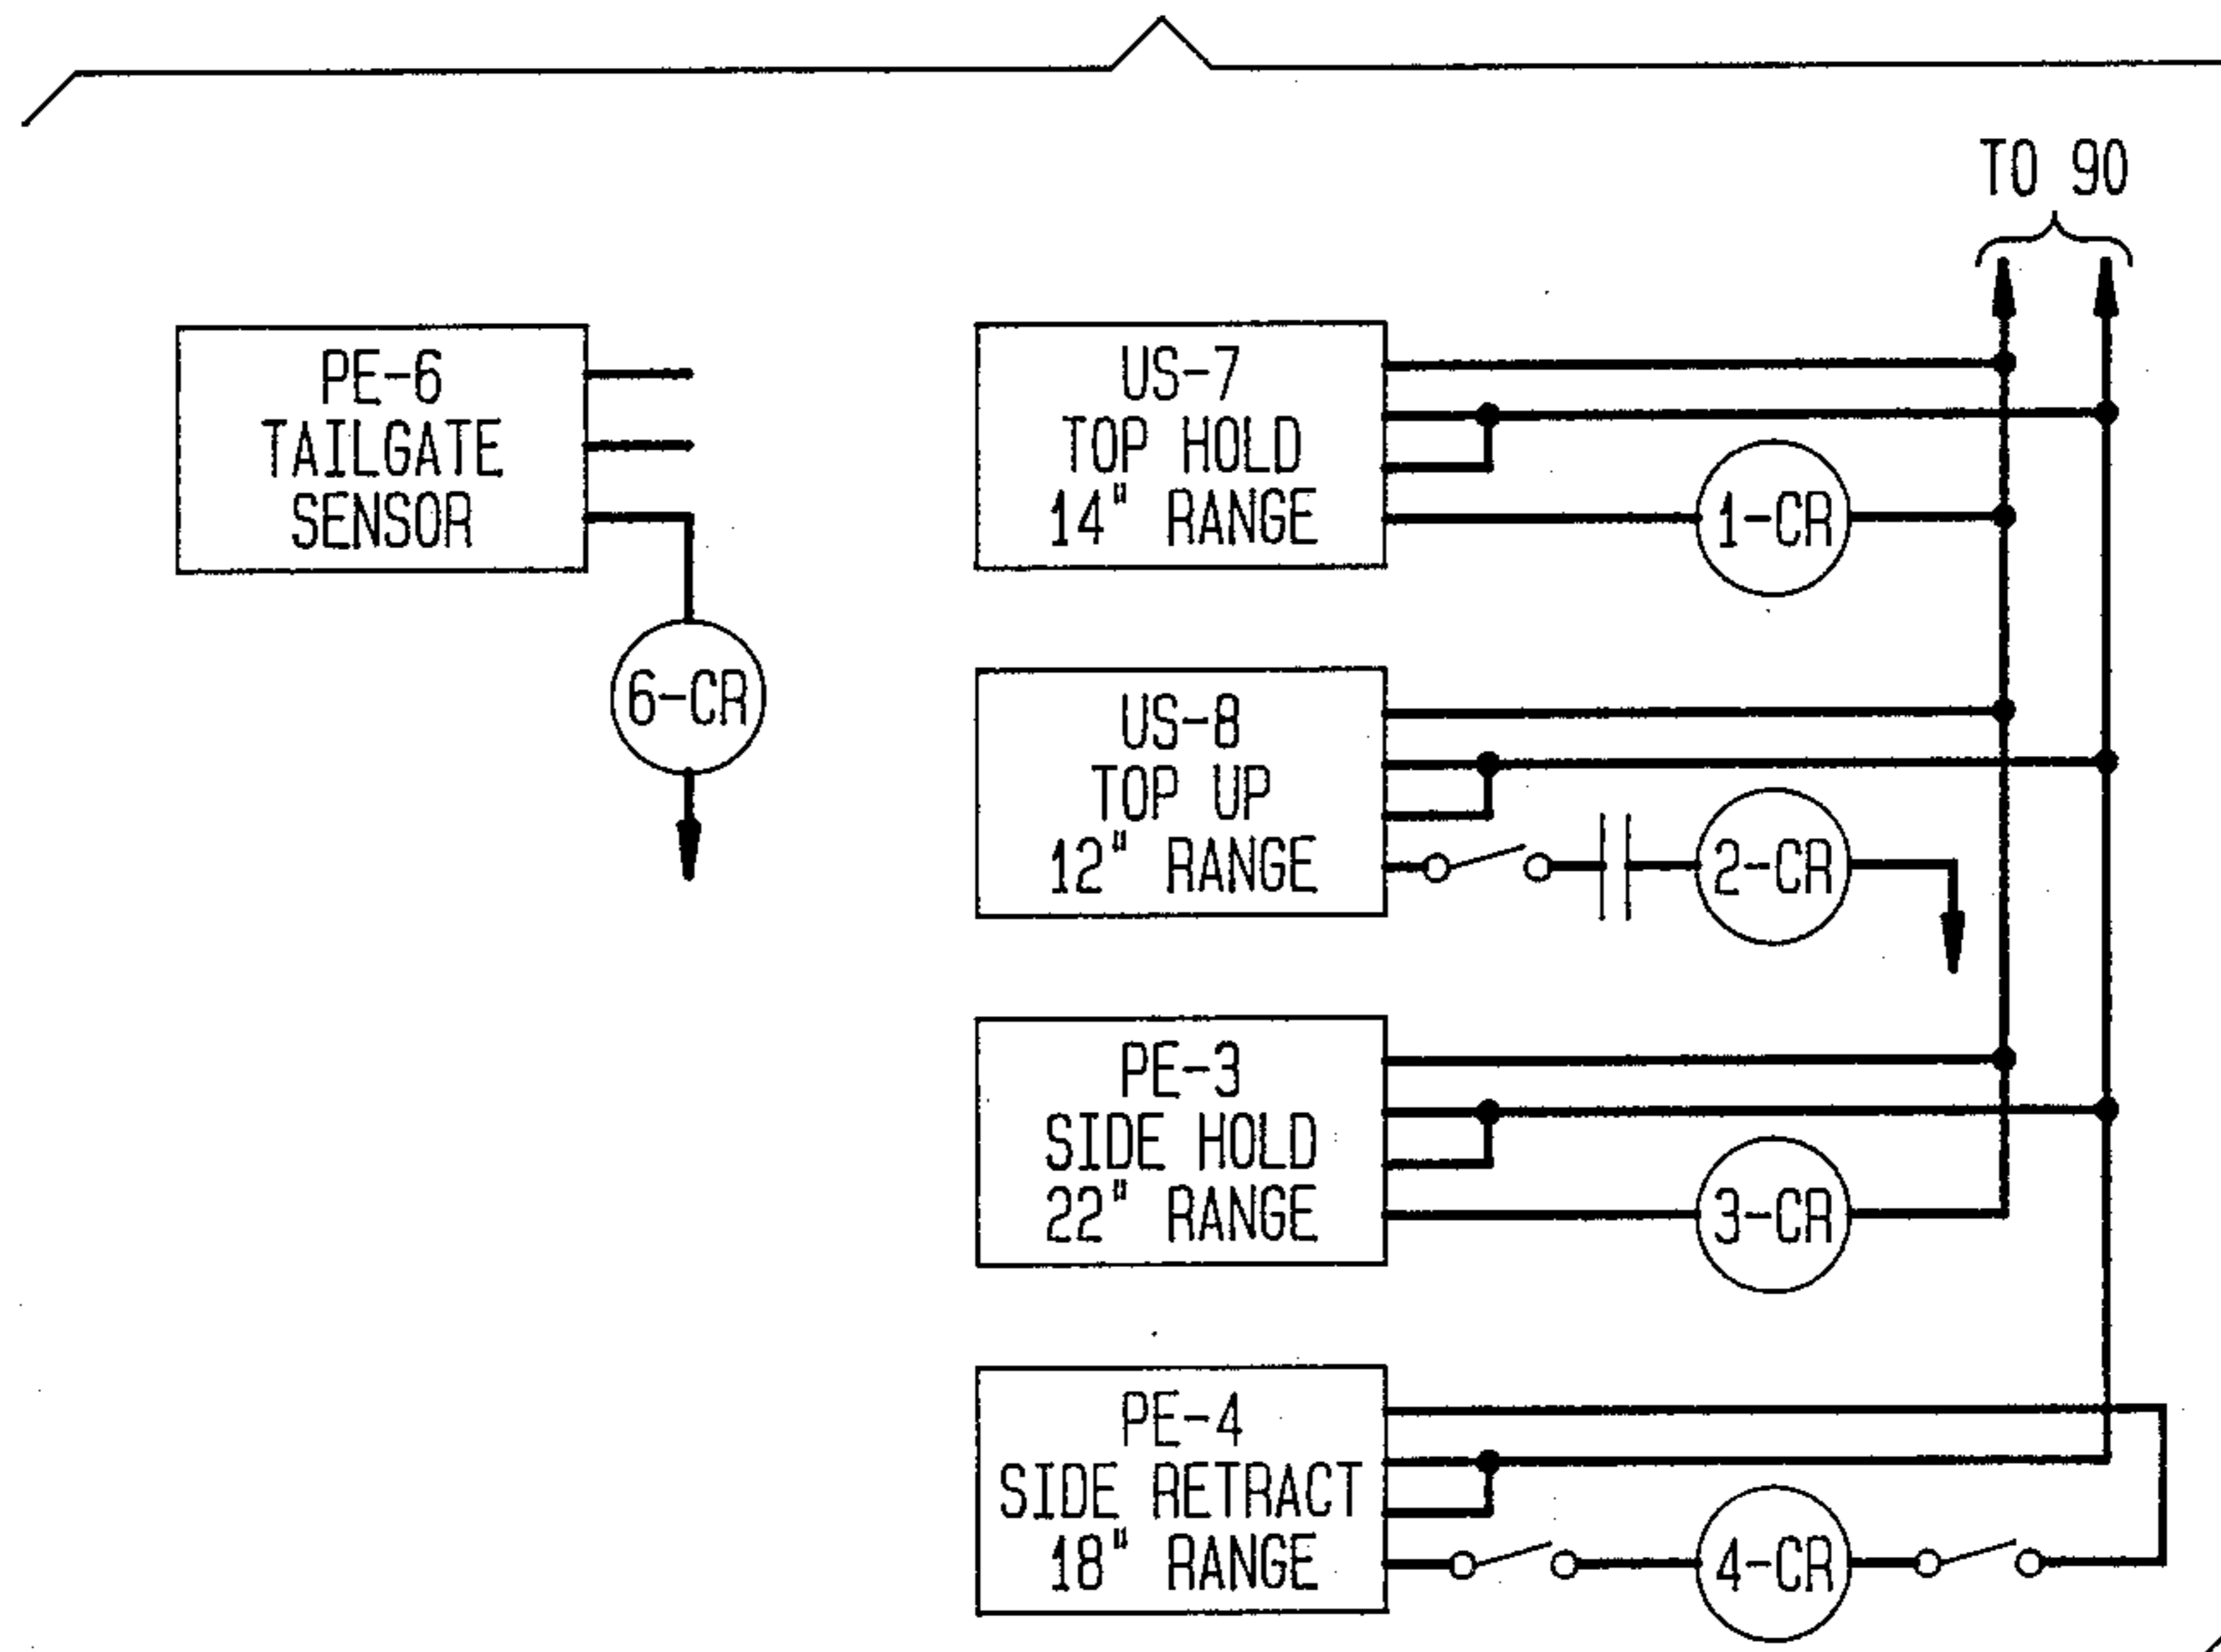 TO 90
PE-6
TAILGATE
SENSOR
6-CR
US-7
TOP HOLD
14" RANGE
1-CR
US-8
TOP UP
12" RANGE
2-CR
PE-3
SIDE HOLD
22" RANGE
3-CR
PE-4
SIDE RETRACT
18" RANGE
4-CR